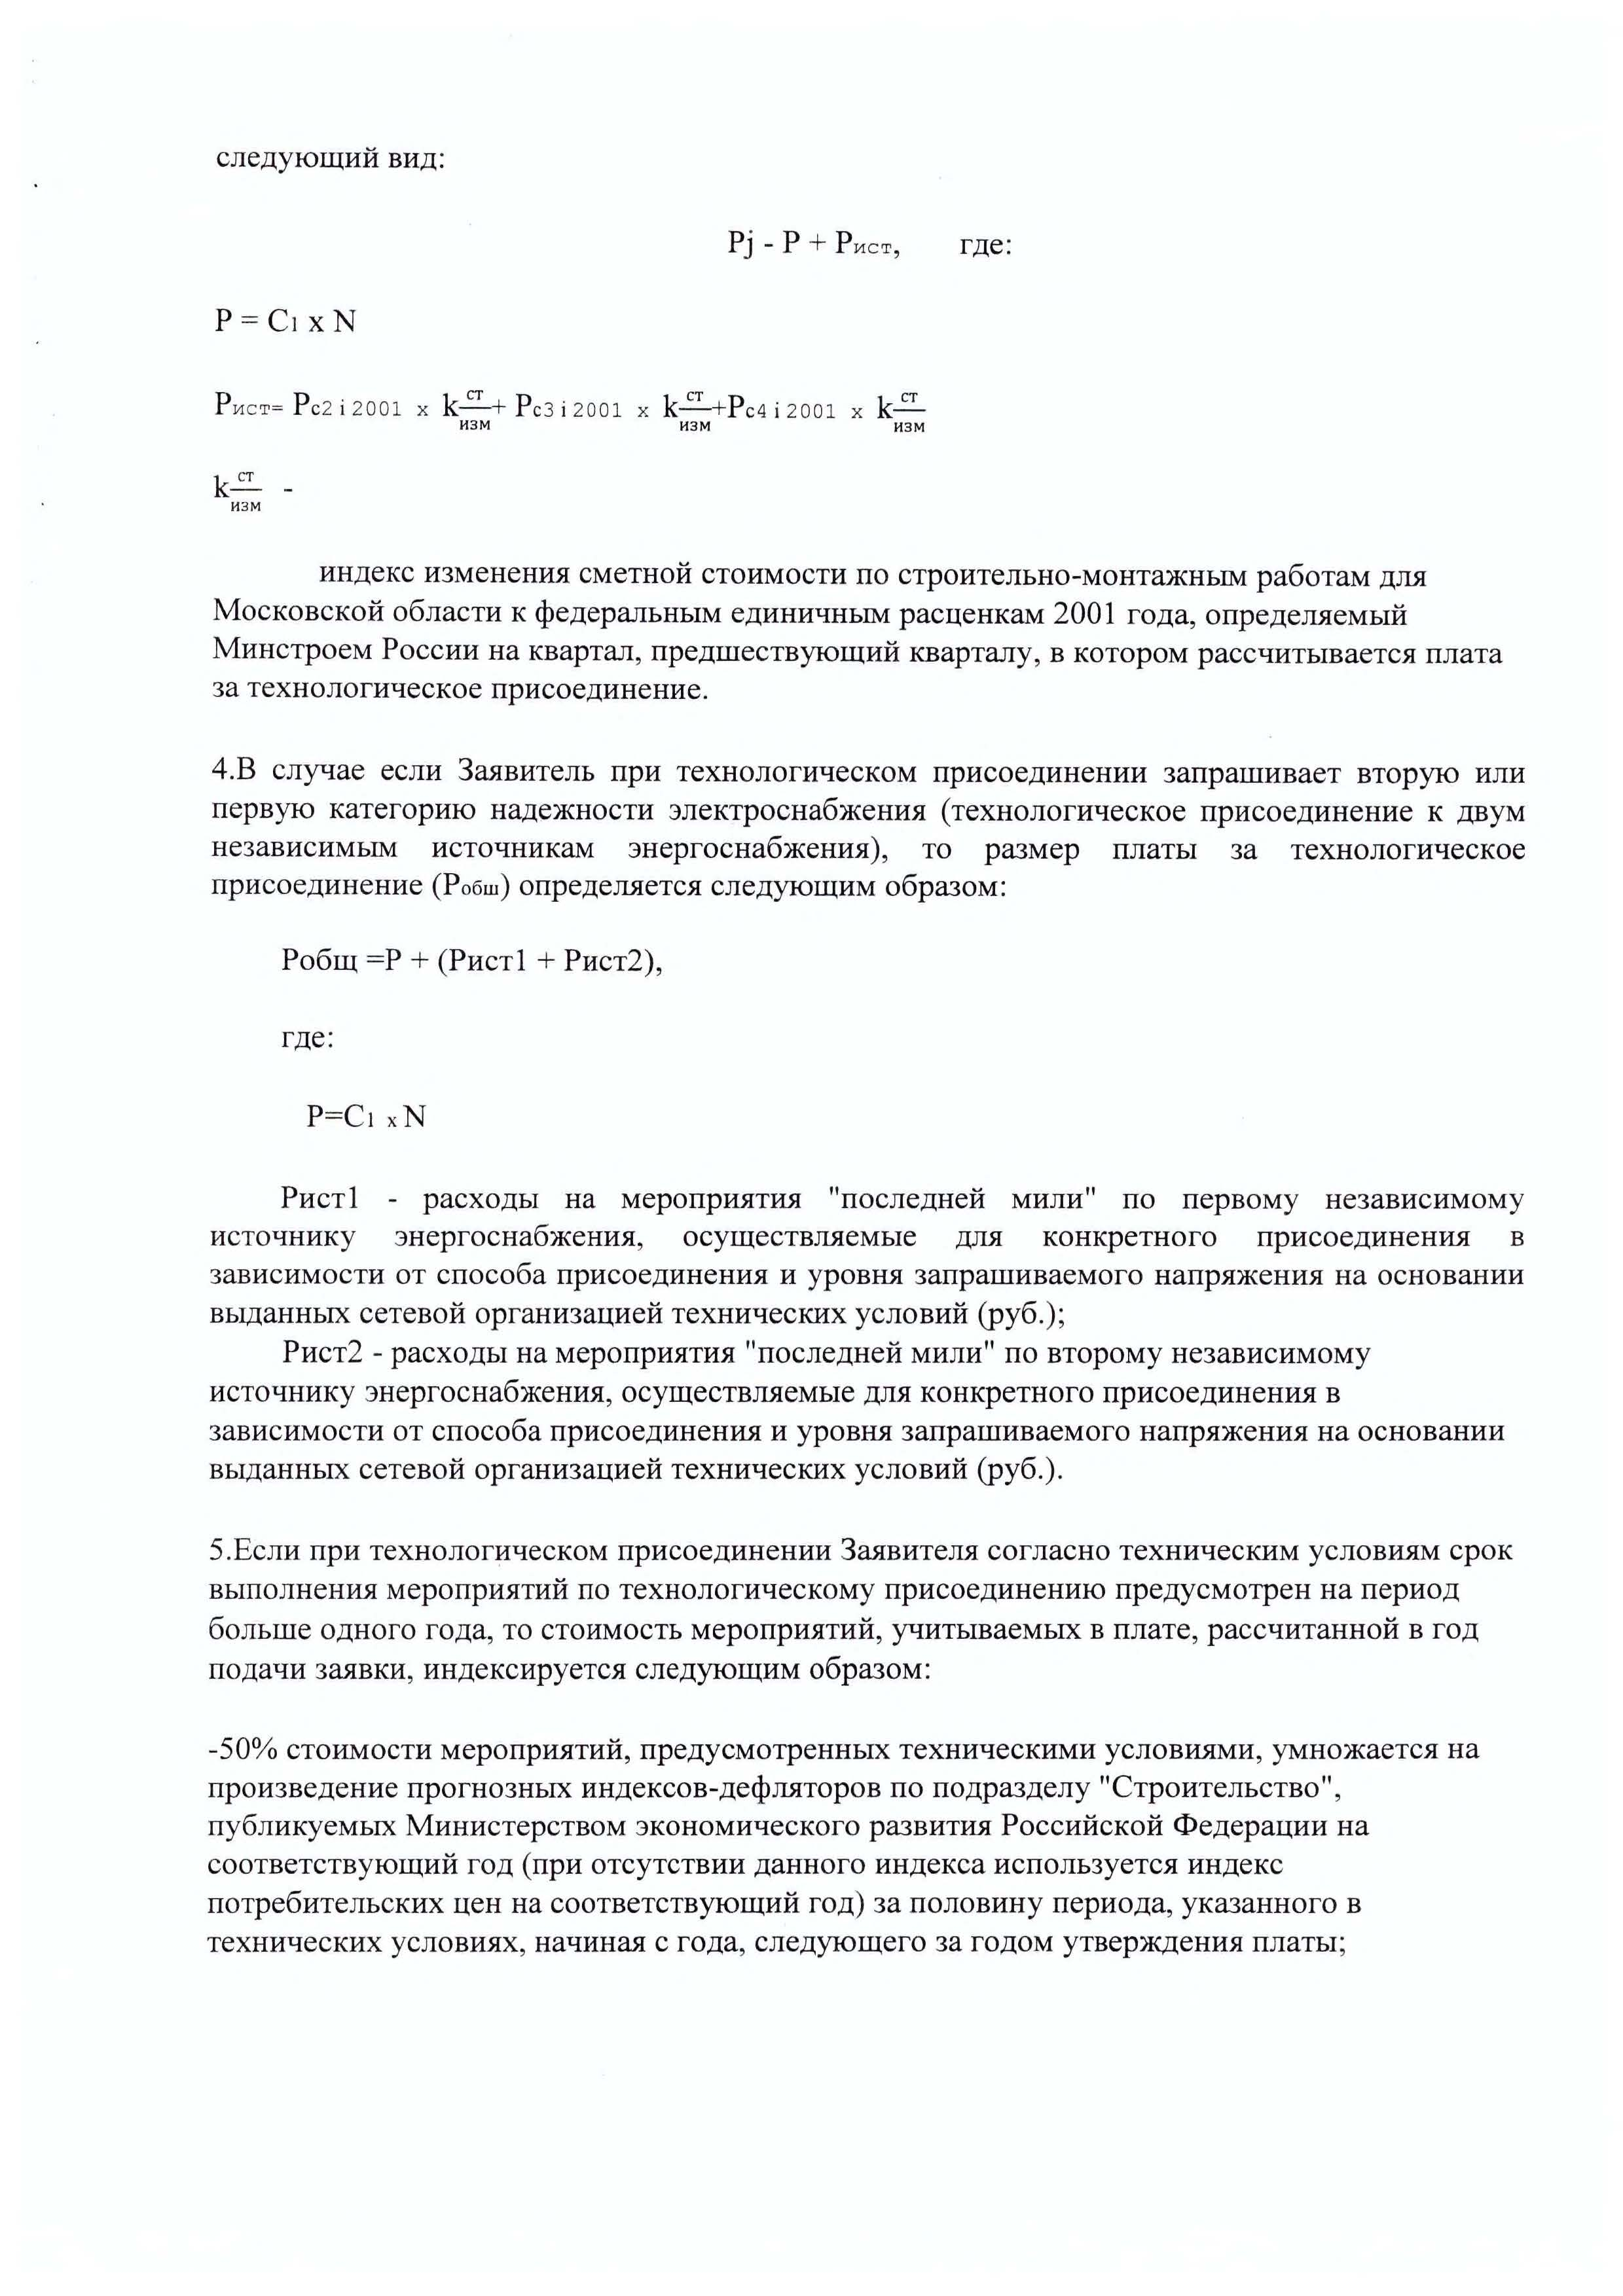 следующий вид:
Pj - P + Рист, где:
P = C1 x N
Рист= Рс2 i 2001 x k ст/изм + Рс3 i 2001 x k ст/изм +Рс4 i 2001 x k ст/изм
k ст/изм -
индекс изменения сметной стоимости по строительно-монтажным работам для
Московской области к федеральным единичным расценкам 2001 года, определяемый
Минстроем России на квартал, предшествующий кварталу, в котором рассчитывается плата
за технологическое присоединение.
4.В случае если Заявитель при технологическом присоединении запрашивает вторую или
первую категорию надежности электроснабжения (технологическое присоединение к двум
независимым источникам энергоснабжения), то размер платы за технологическое
присоединение (Робш) определяется следующим образом:
Робщ =Р + (Рист1 + Рист2),
где:
P=C1 x N
Рист1 - расходы на мероприятия "последней мили" по первому независимому
источнику энергоснабжения, осуществляемые для конкретного присоединения в
зависимости от способа присоединения и уровня запрашиваемого напряжения на основании
выданных сетевой организацией технических условий (руб.);
Рист2 - расходы на мероприятия "последней мили" по второму независимому
источнику энергоснабжения, осуществляемые для конкретного присоединения в
зависимости от способа присоединения и уровня запрашиваемого напряжения на основании
выданных сетевой организацией технических условий (руб.).
5.Если при технологическом присоединении Заявителя согласно техническим условиям срок
выполнения мероприятий по технологическому присоединению предусмотрен на период
больше одного года, то стоимость мероприятий, учитываемых в плате, рассчитанной в год
подачи заявки, индексируется следующим образом:
-50% стоимости мероприятий, предусмотренных техническими условиями, умножается на
произведение прогнозных индексов-дефляторов по подразделу "Строительство",
публикуемых Министерством экономического развития Российской Федерации на
соответствующий год (при отсутствии данного индекса используется индекс
потребительских цен на соответствующий год) за половину периода, указанного в
технических условиях, начиная с года, следующего за годом утверждения платы;